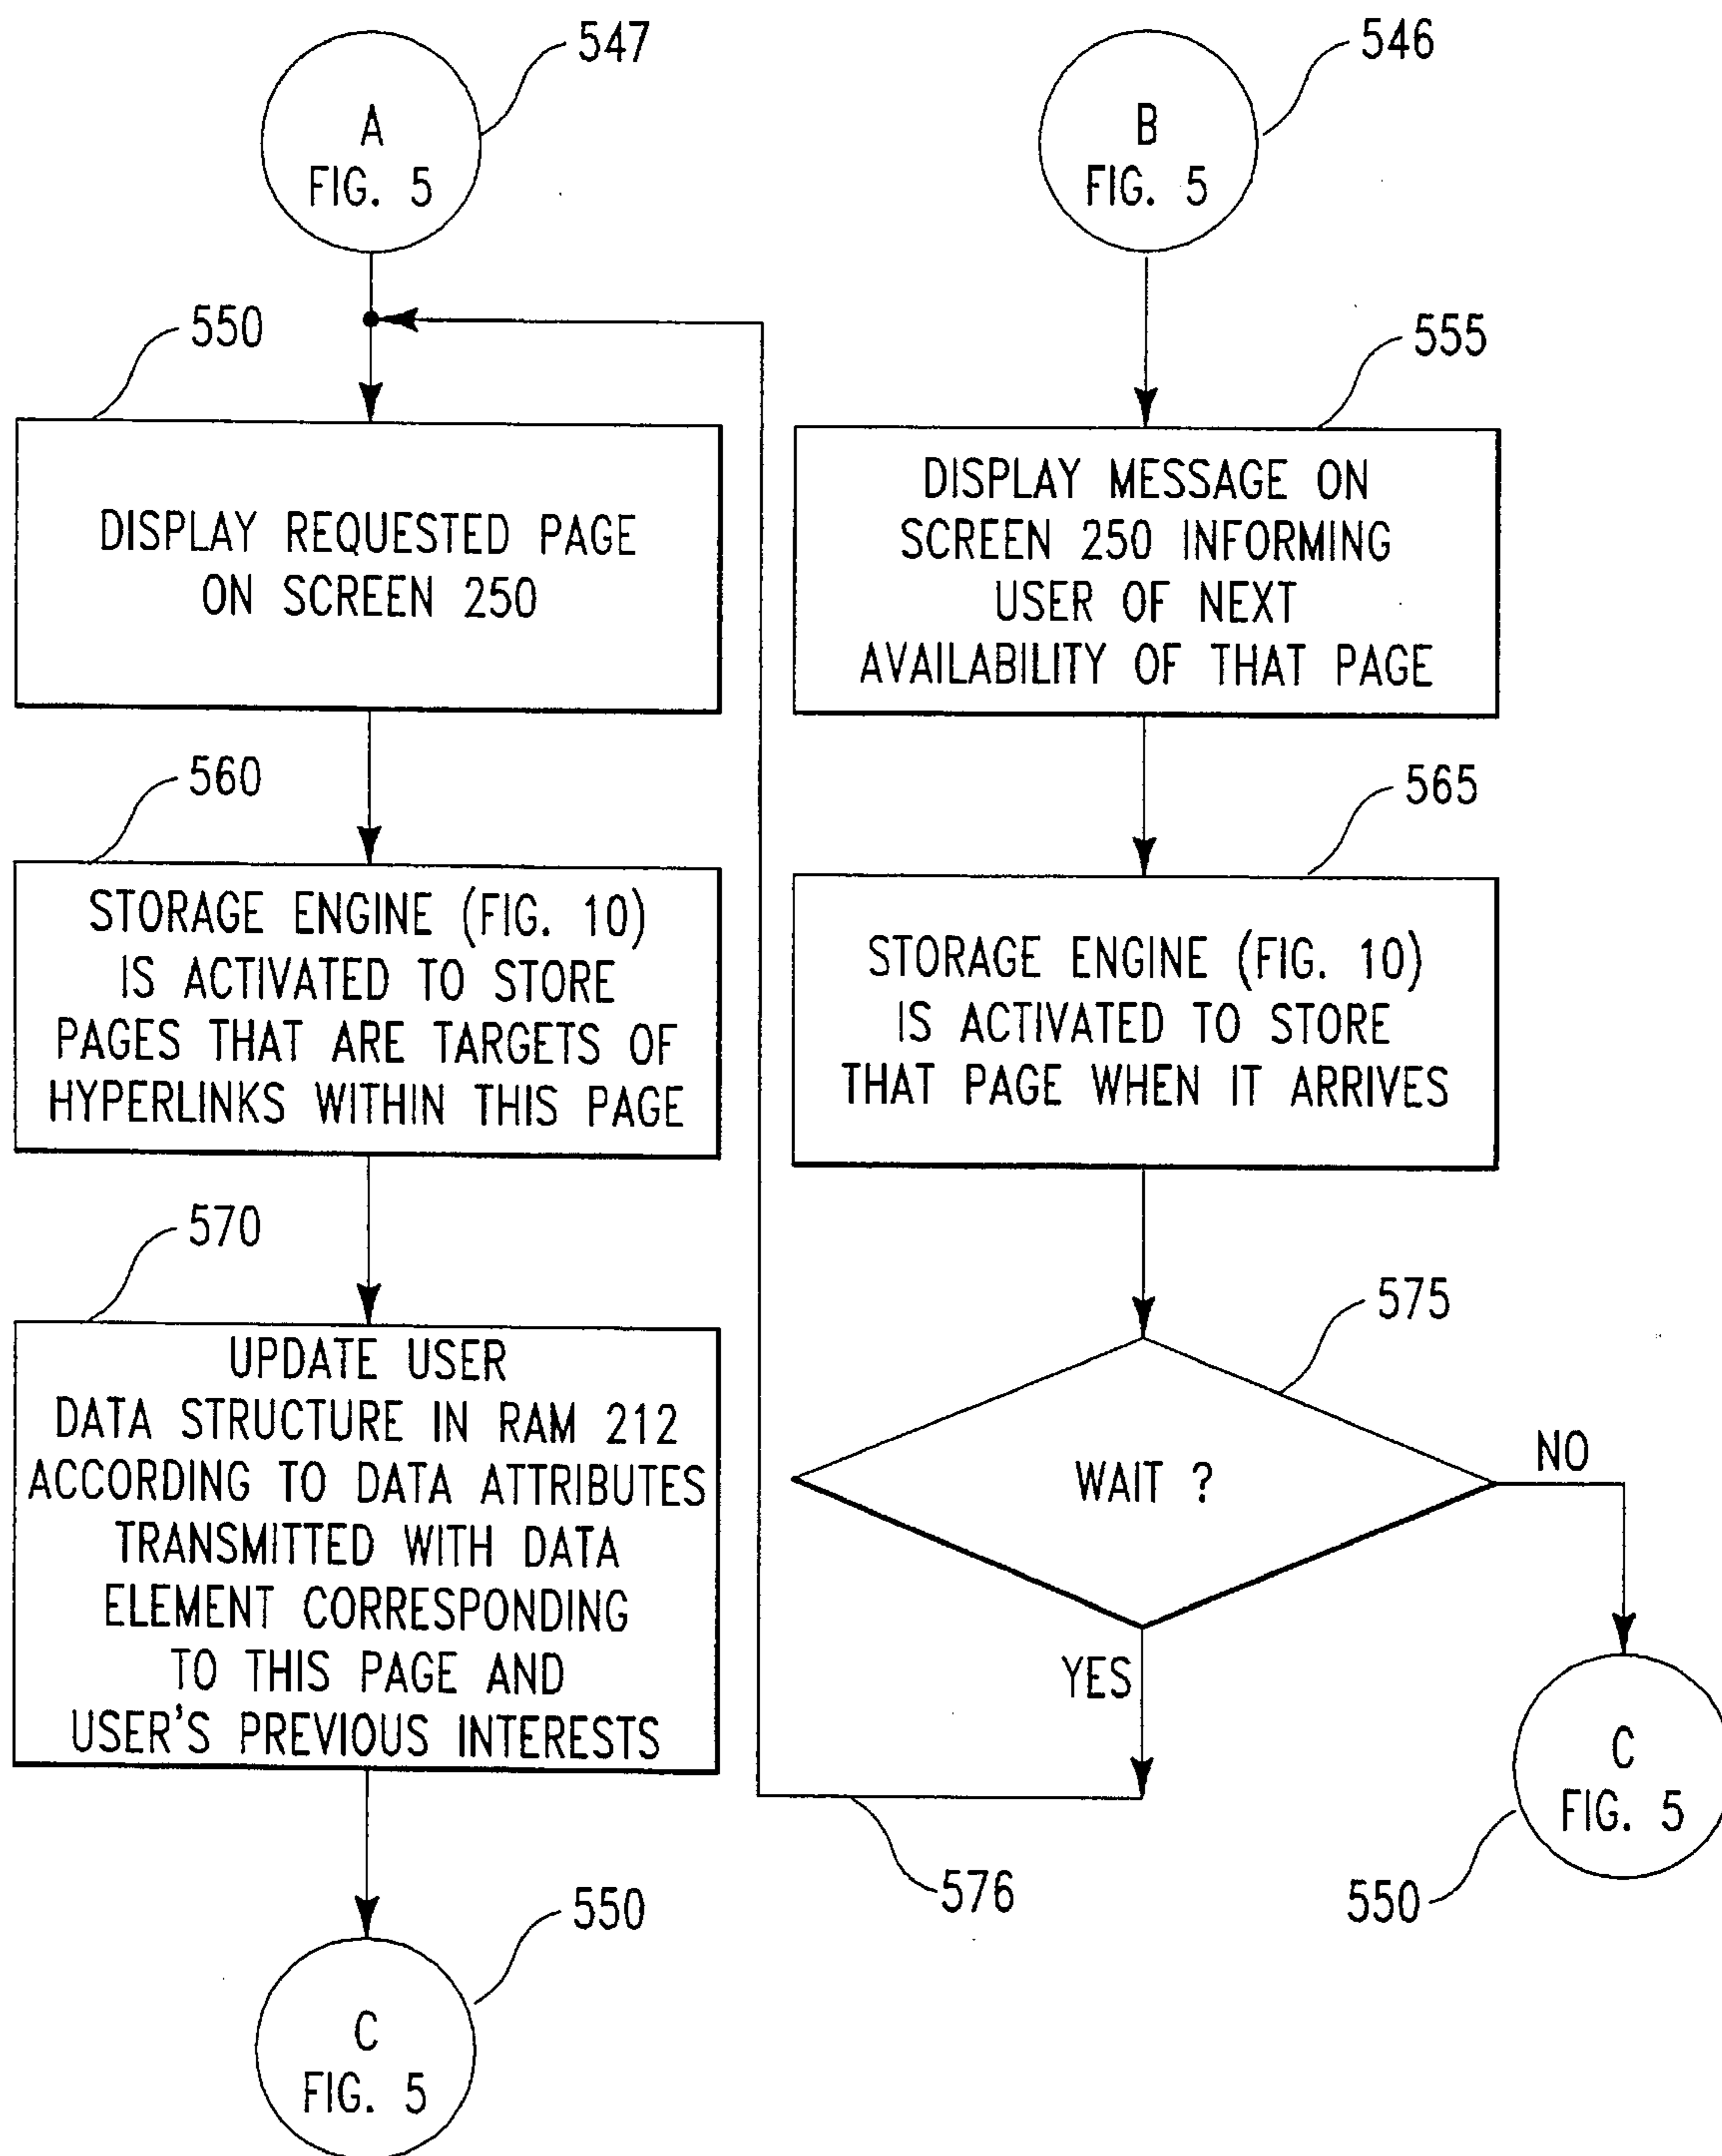 A
FIG. 5
547
550
DISPLAY REQUESTED PAGE
ON SCREEN 250
560
STORAGE ENGINE (FIG. 10)
IS ACTIVATED TO STORE
PAGES THAT ARE TARGETS OF
HYPERLINKS WITHIN THIS PAGE
570
UPDATE USER
DATA STRUCTURE IN RAM 212
ACCORDING TO DATA ATTRIBUTES
TRANSMITTED WITH DATA
ELEMENT CORRESPONDING
TO THIS PAGE AND
USER'S PREVIOUS INTERESTS
550
C
FIG. 5
B
FIG. 5
546
555
DISPLAY MESSAGE ON
SCREEN 250 INFORMING
USER OF NEXT
AVAILABILITY OF THAT PAGE
565
STORAGE ENGINE (FIG. 10)
IS ACTIVATED TO STORE
THAT PAGE WHEN IT ARRIVES
575
WAIT ?
NO
YES
576
C
FIG. 5
550